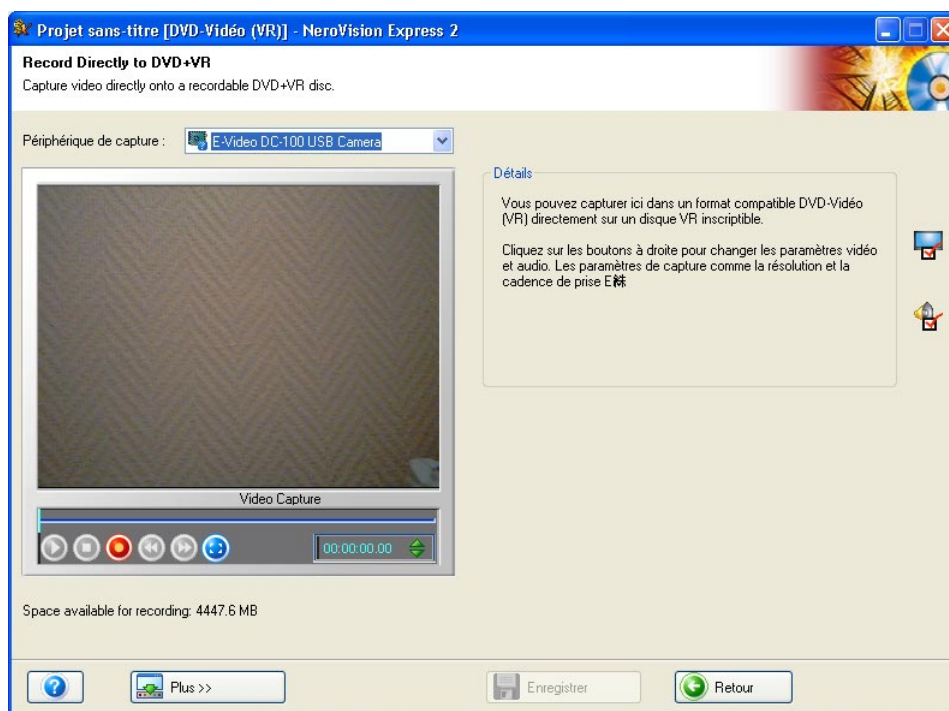 Projet sans-titre [DVD-Vidéo (VR)] - NeroVision Express 2
Record Directly to DVD+VR
Capture video directly onto a recordable DVD+VR disc.
Périphérique de capture :
E-Video DC-100 USB Camera
Détails
Vous pouvez capturer ici dans un format compatible DVD-Vidéo
(VR) directement sur un disque VR inscriptible.
Cliquez sur les boutons à droite pour changer les paramètres vidéo
et audio. Les paramètres de capture comme la résolution et la
cadence de prise E
Video Capture
00:00:00.00
Space available for recording: 4447.6 MB
Plus >>
Enregistrer
Retour